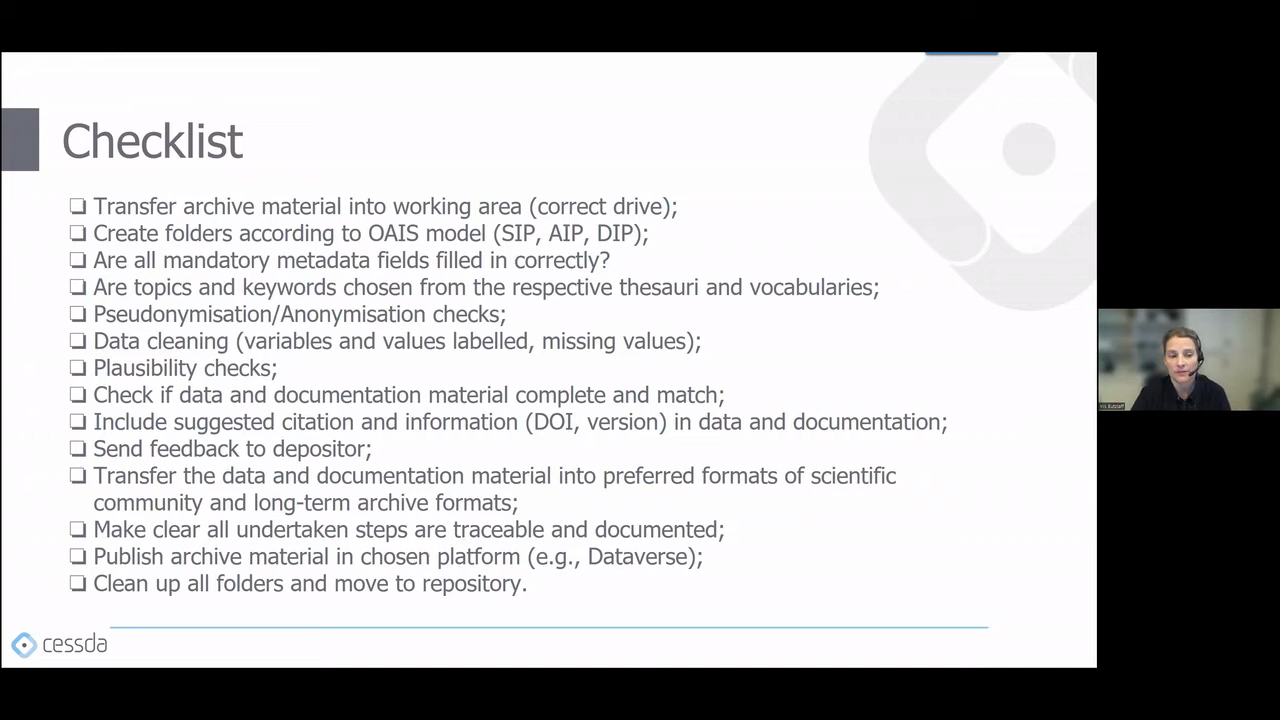 Checklist
❏ Transfer archive material into working area (correct drive);
❏ Create folders according to OAIS model (SIP, AIP, DIP);
❏ Are all mandatory metadata fields filled in correctly?
❏ Are topics and keywords chosen from the respective thesauri and vocabularies;
❏ Pseudonymisation/Anonymisation checks;
❏ Data cleaning (variables and values labelled, missing values);
❏ Plausibility checks;
❏ Check if data and documentation material complete and match;
❏ Include suggested citation and information (DOI, version) in data and documentation;
❏ Send feedback to depositor;
❏ Transfer the data and documentation material into preferred formats of scientific
community and long-term archive formats;
❏ Make clear all undertaken steps are traceable and documented;
❏ Publish archive material in chosen platform (e.g., Dataverse);
❏ Clean up all folders and move to repository.
cessda